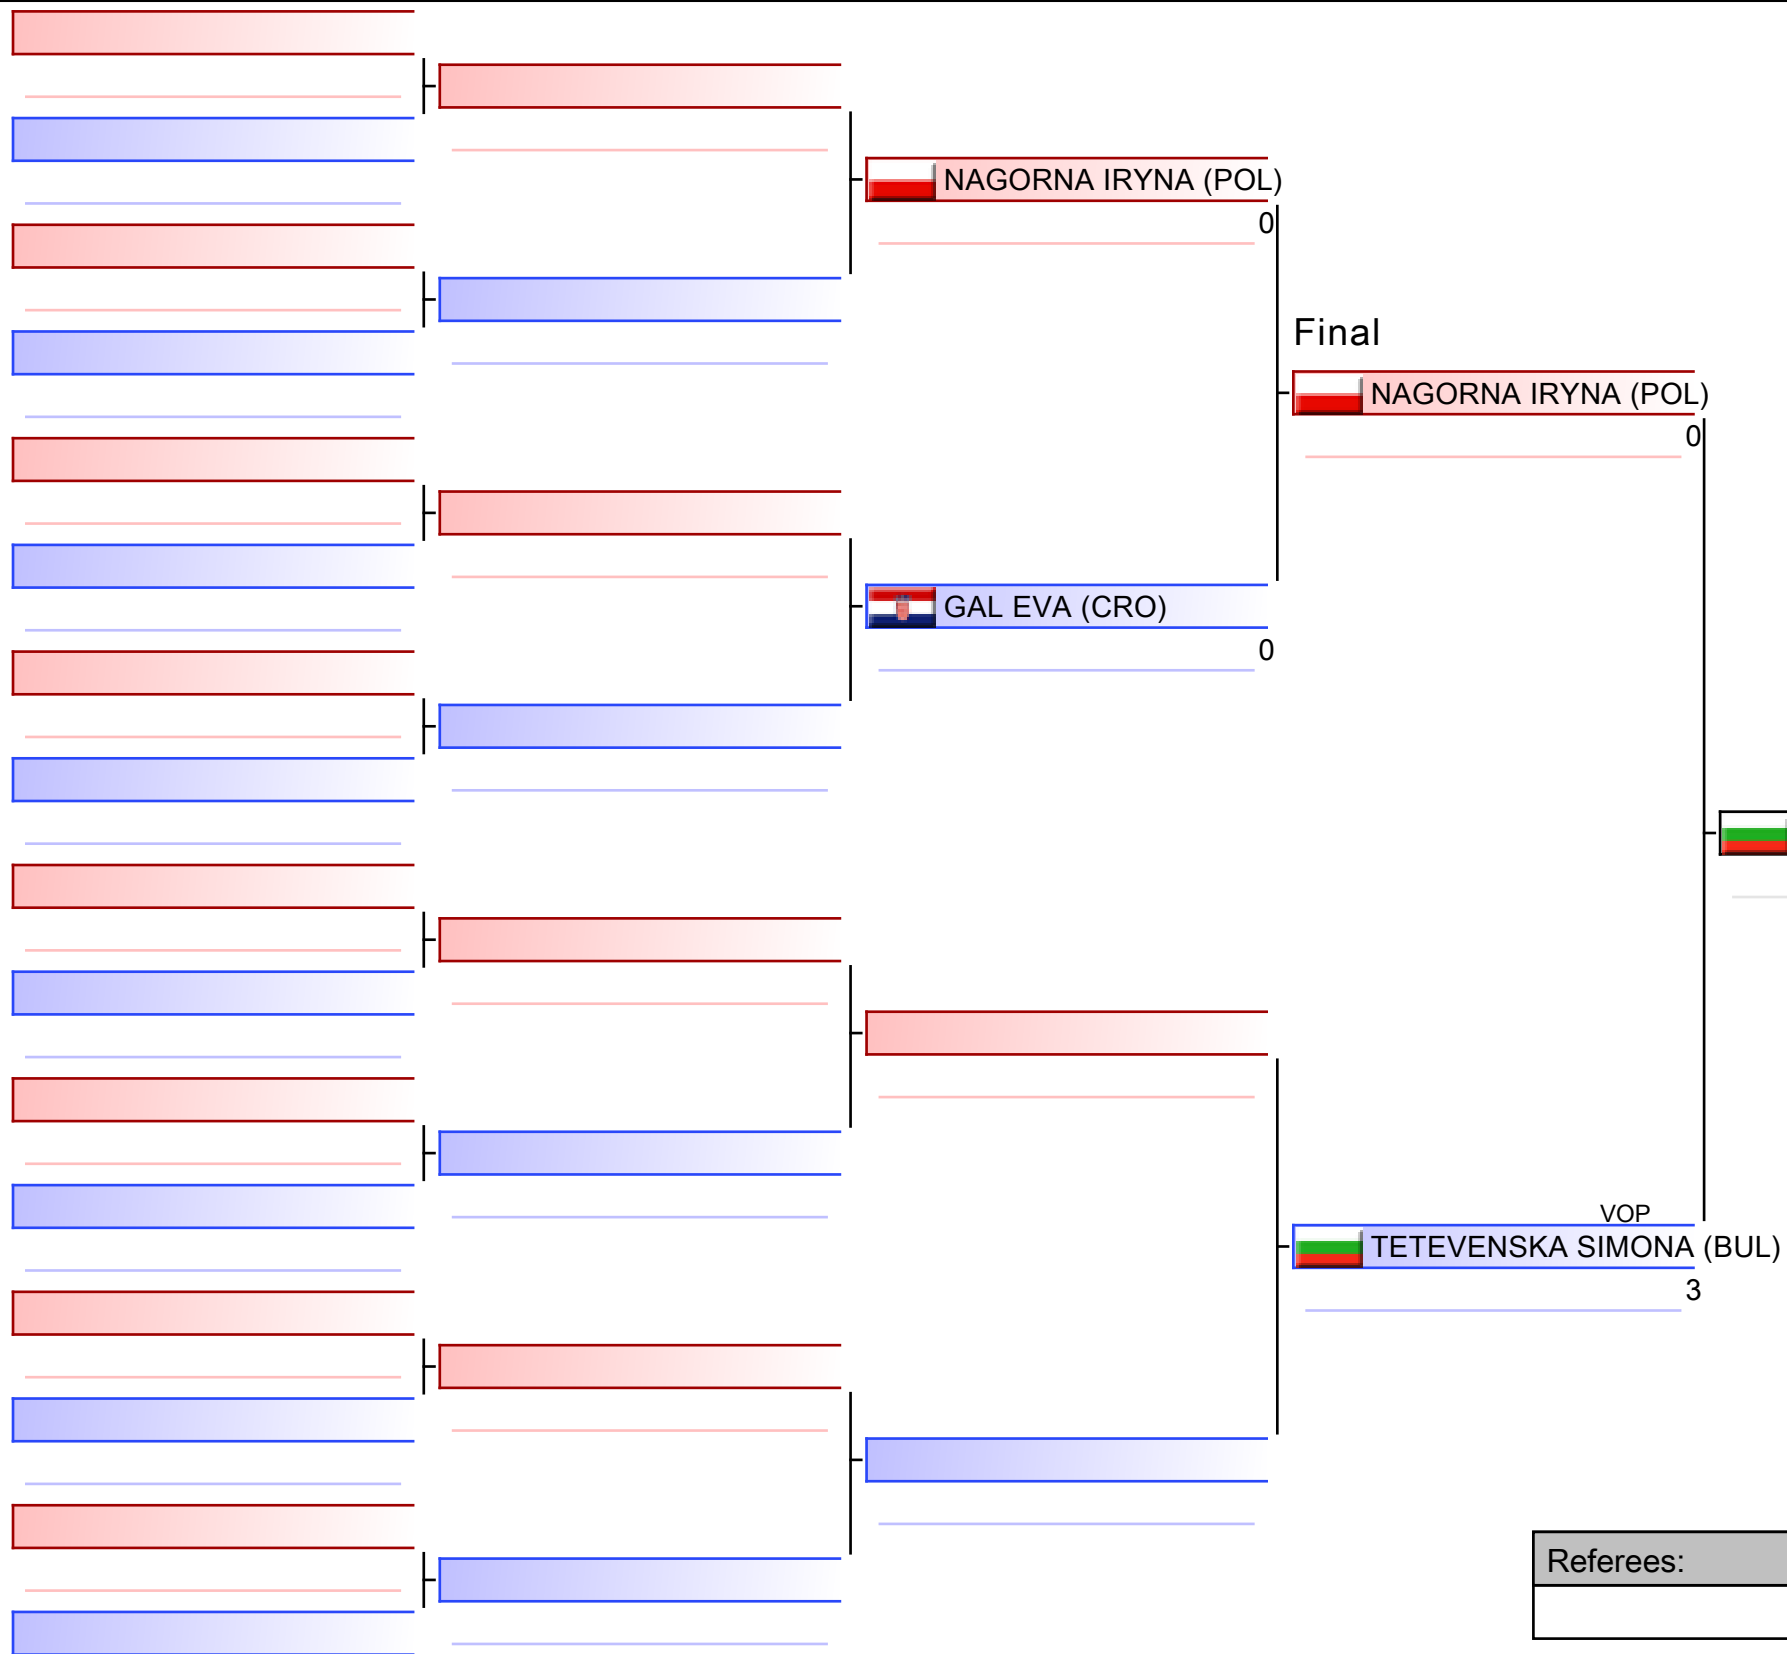 NAGORNA IRYNA (POL)
0
Final
NAGORNA IRYNA (POL)
0
GAL EVA (CRO)
0
VOP
TETEVENSKA SIMONA (BUL)
3
Referees: